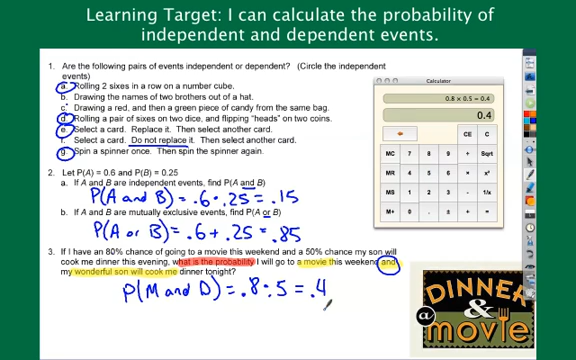 Learning Target: I can calculate the probability of
independent and dependent events.
1. Are the following pairs of events independent or dependent? (Circle the independent
events)
a. Rolling 2 sixes in a row on a number cube.
b. Drawing the names of two brothers out of a hat.
c. Drawing a red, and then a green piece of candy from the same bag.
d. Rolling a pair of sixes on two dice, and flipping "heads" on two coins.
e. Select a card. Replace it. Then select another card.
f. Select a card. Do not replace it. Then select another card.
g. Spin a spinner once. Then spin the spinner again.
2. Let P(A) = 0.6 and P(B) = 0.25
a. If A and B are independent events, find P(A and B)
P(A and B) = .6 · .25 = .15
b. If A and B are mutually exclusive events, find P(A or B)
P(A or B) = .6 + .25 = .85
3. If I have an 80% chance of going to a movie this weekend and a 50% chance my son will
cook me dinner this evening, what is the probability I will go to a movie this weekend and
my wonderful son will cook me dinner tonight?
P(M and D) = .8 · .5 = .4
Calculator
0.8 × 0.5 = 0.4
0.4
CE C
MC 7 8 9 ÷ Sqrt
MR 4 5 6 × x²
MS 1 2 3 - 1/x
M+ 0 . ± + =
DINNER
&
a
MOVIE